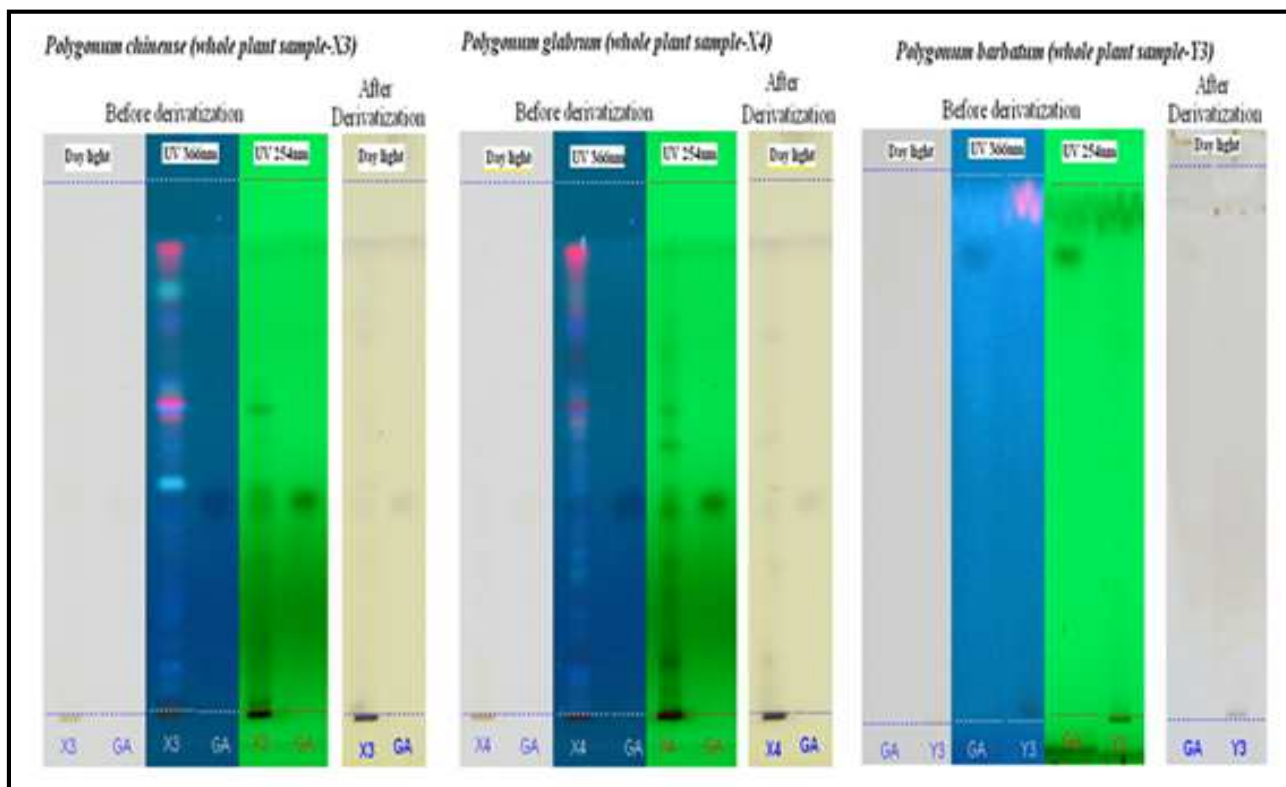 Polygonum chinense (whole plant sample-X3)
Before derivatization
After
Derivatization
Day light
UV 366nm
UV 254nm
Day light
X3 GA
X3 GA
X3 GA
X3 GA
Polygonum glabrum (whole plant sample-X4)
Before derivatization
After
Derivatization
Day light
UV 366nm
UV 254nm
Day light
X4 GA
X4 GA
X4 GA
X4 GA
Polygonum barbatum (whole plant sample-Y3)
Before derivatization
After
Derivatization
Day light
UV 366nm
UV 254nm
Day light
GA Y3
GA Y3
GA Y3
GA Y3